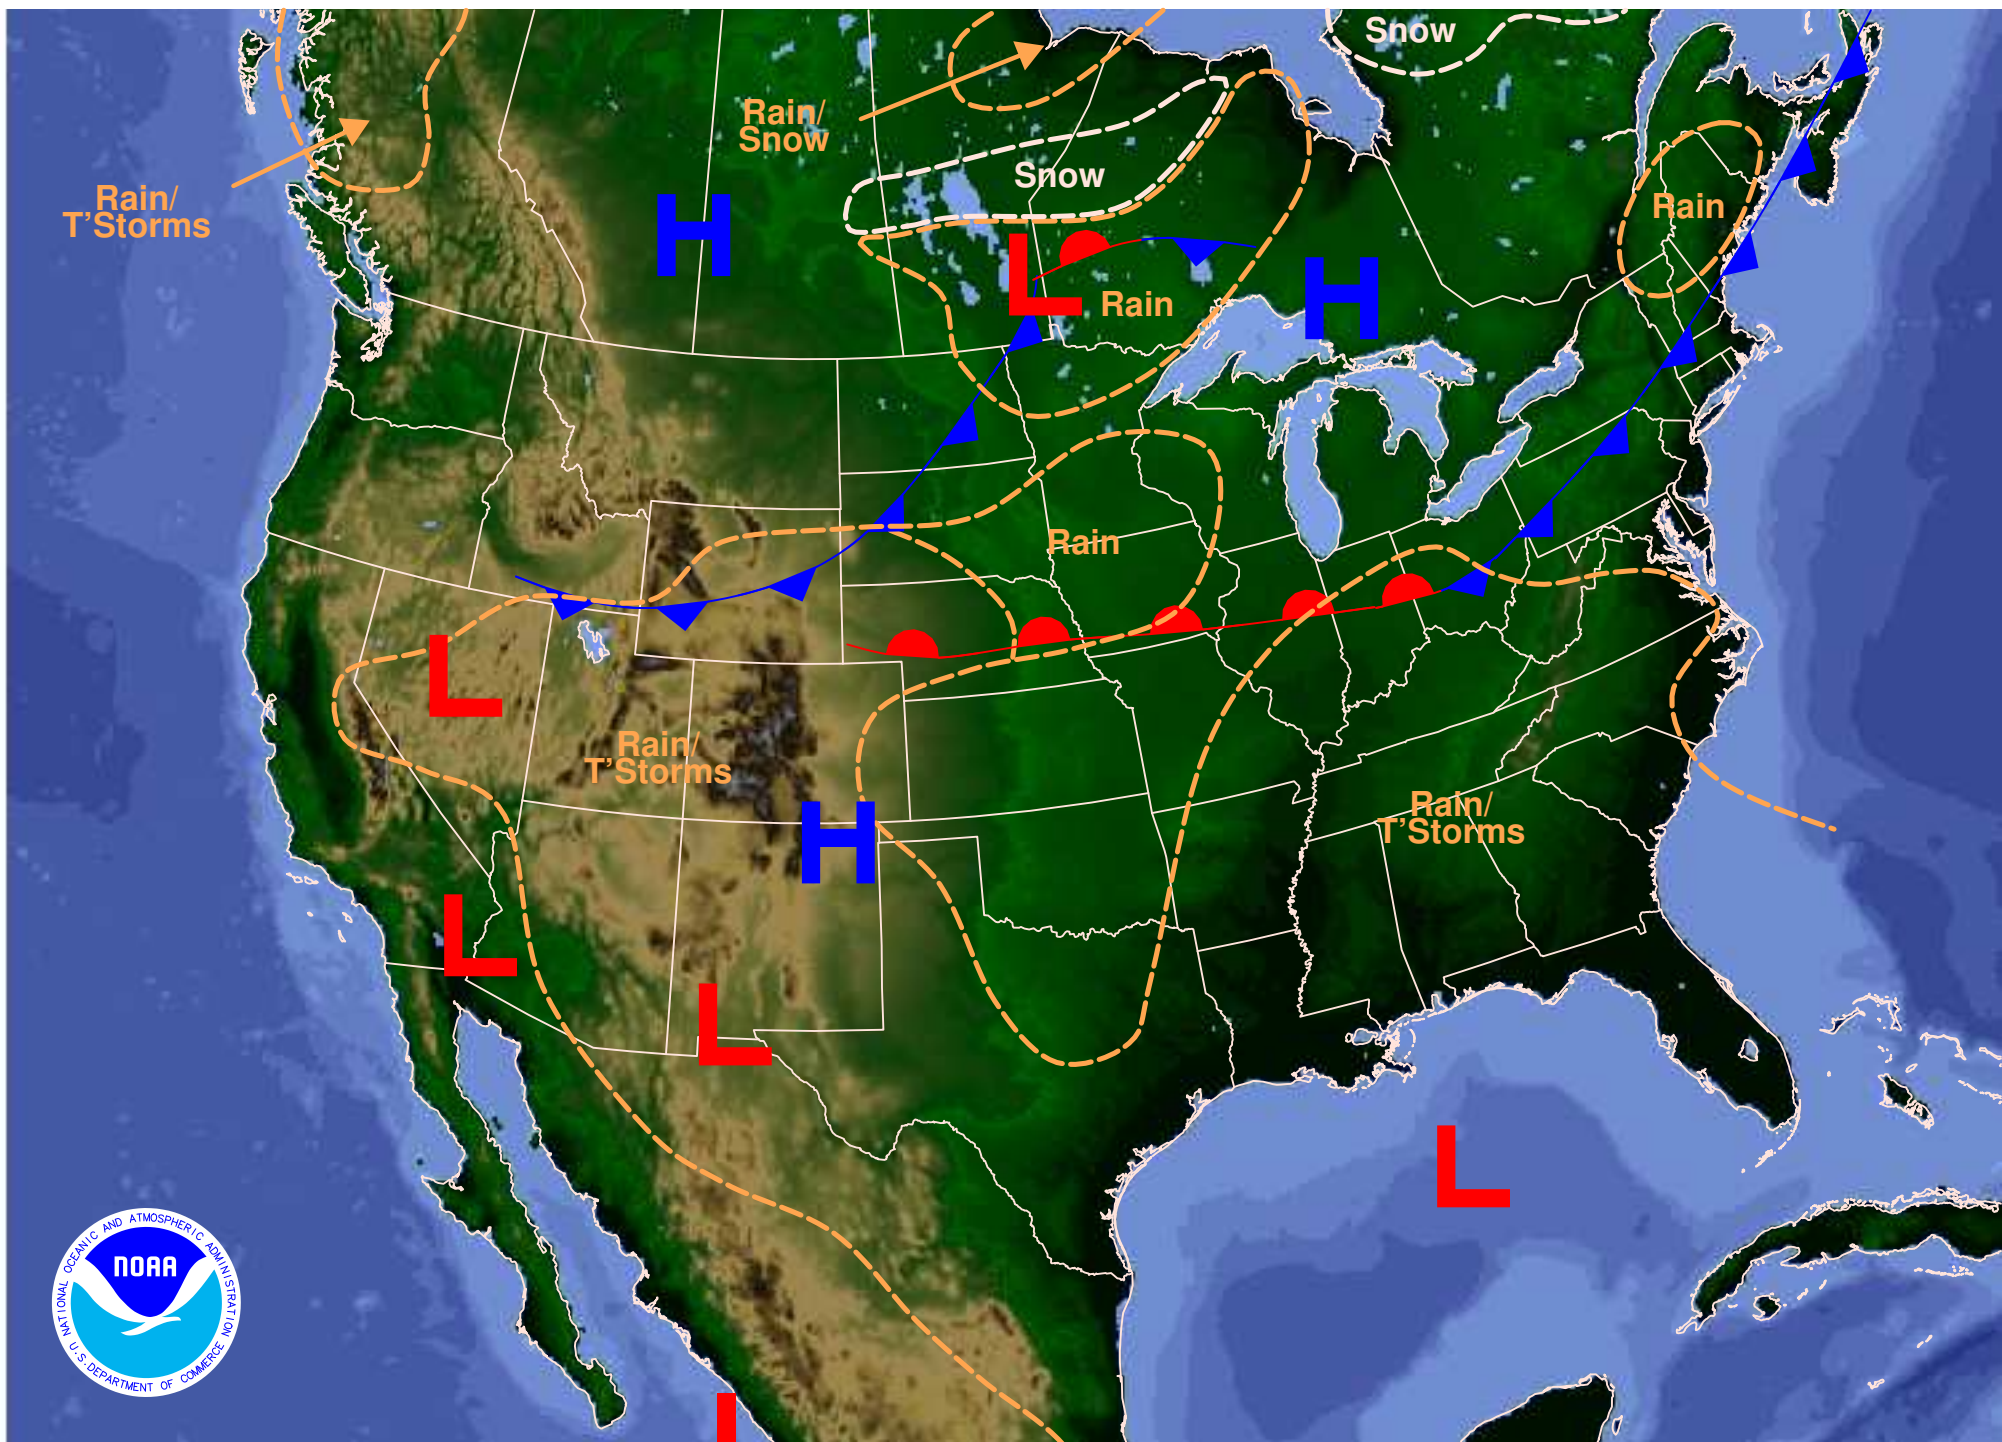 Snow
Rain/
Snow
Snow
Rain/
T'Storms
Rain
H
H
L
Rain
Rain
L
Rain/
T'Storms
H
Rain/
T'Storms
L
L
L
NATIONAL OCEANIC AND ATMOSPHERIC ADMINISTRATION
NOAA
U.S. DEPARTMENT OF COMMERCE